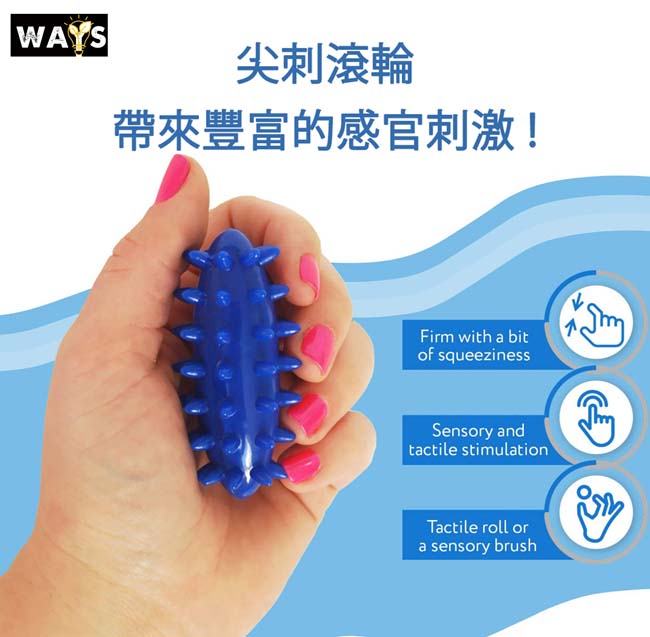 WAYS
尖刺滾輪
帶來豐富的感官刺激！
Firm with a bit
of squeeziness
Sensory and
tactile stimulation
Tactile roll or
a sensory brush